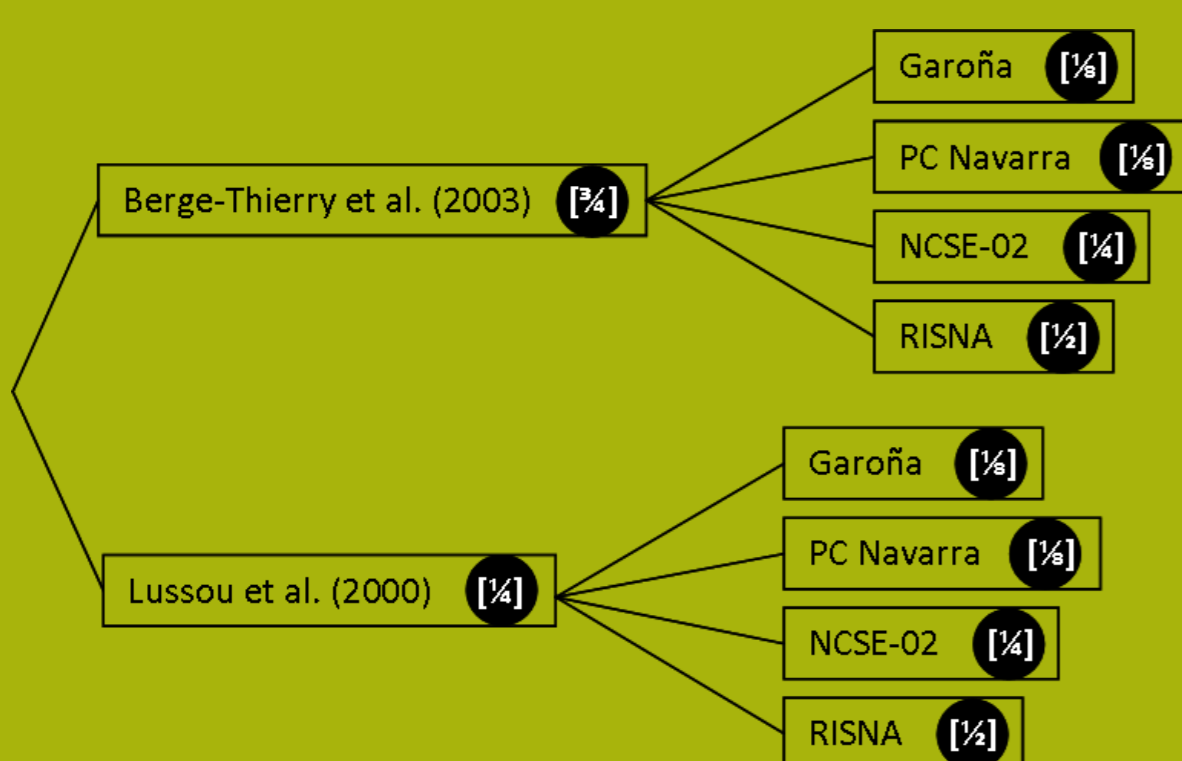 Berge-Thierry et al. (2003) [¾]
Garoña [⅛]
PC Navarra [⅛]
NCSE-02 [¼]
RISNA [½]
Lussou et al. (2000) [¼]
Garoña [⅛]
PC Navarra [⅛]
NCSE-02 [¼]
RISNA [½]